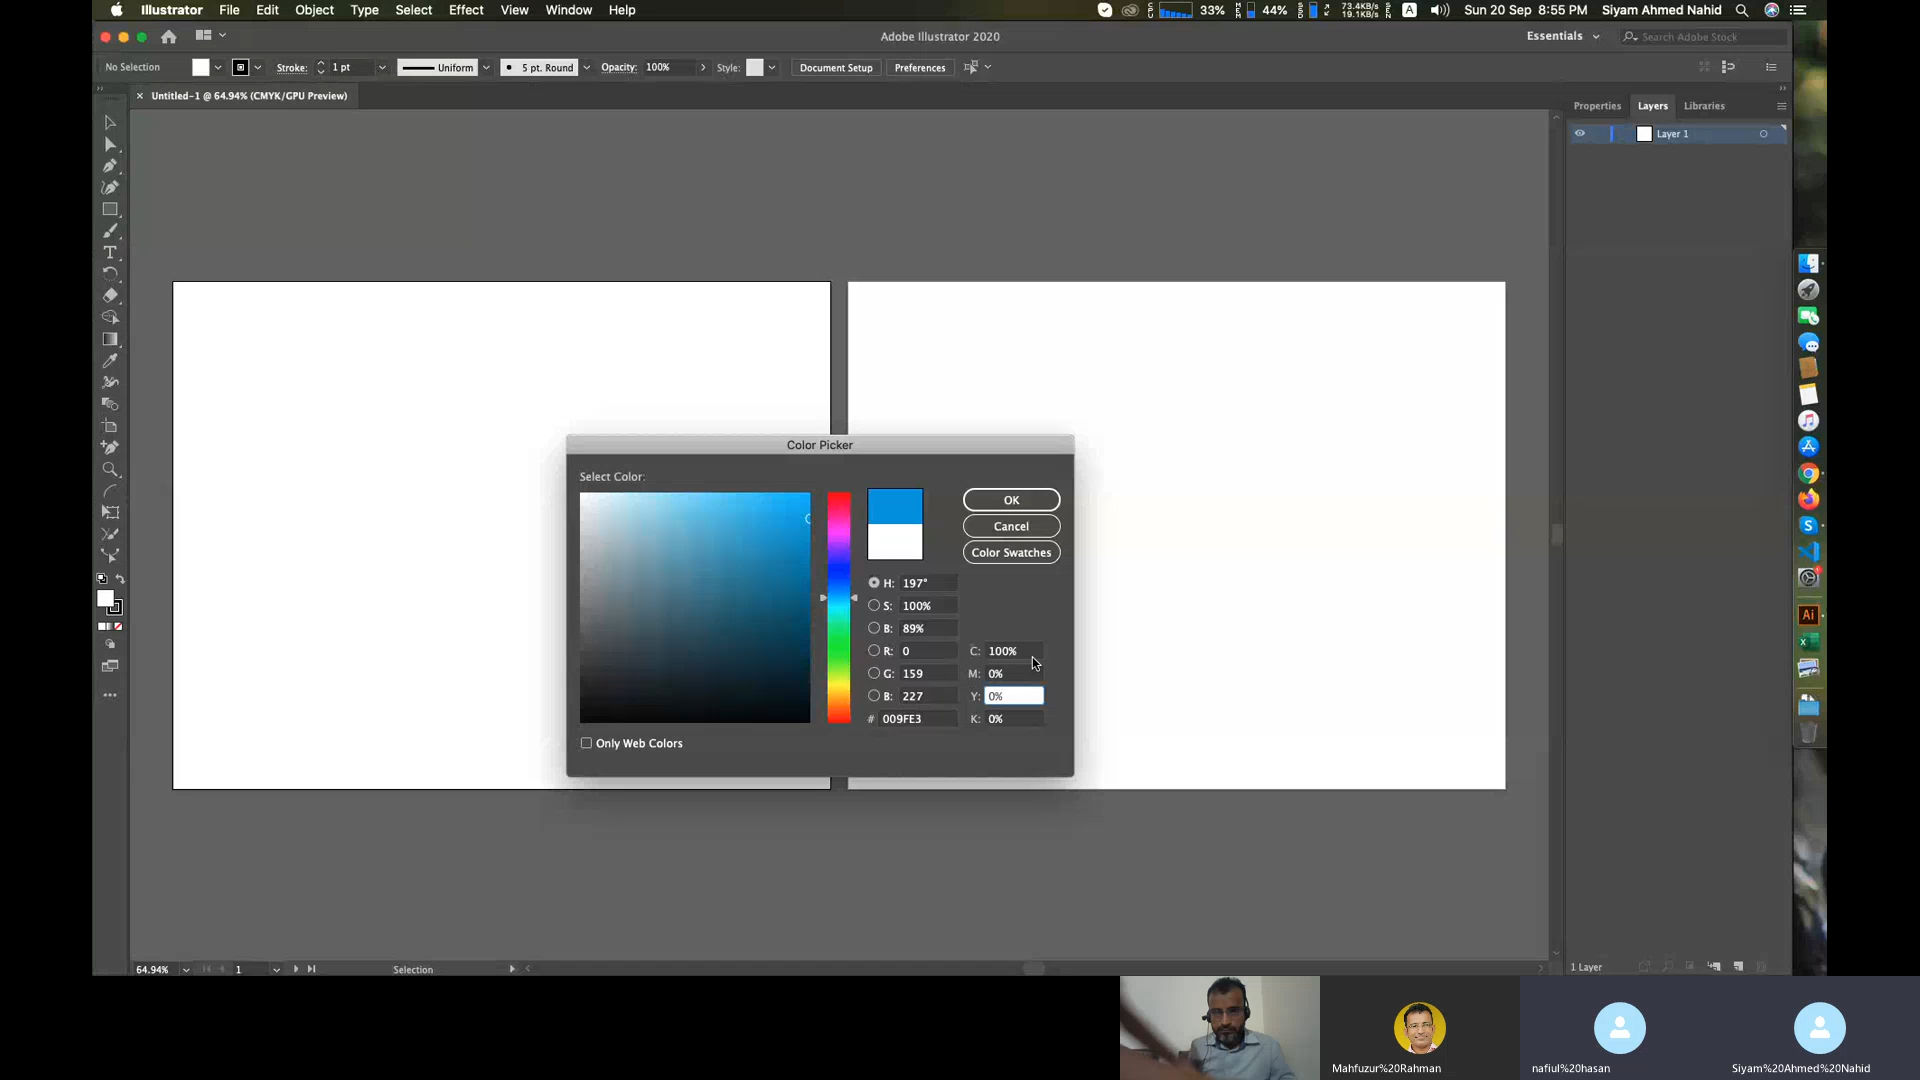 Illustrator File Edit Object Type Select Effect View Window Help
33% 44% 73.4KB/s 19.1KB/s A Sun 20 Sep 8:55 PM Siyam Ahmed Nahid
Adobe Illustrator 2020
Essentials
Search Adobe Stock
No Selection Stroke: 1 pt Uniform 5 pt. Round Opacity: 100% Style: Document Setup Preferences
× Untitled-1 @ 64.94% (CMYK/GPU Preview)
Properties Layers Libraries
Layer 1
Color Picker
Select Color:
OK
Cancel
Color Swatches
H: 197°
S: 100%
B: 89%
R: 0 C: 100%
G: 159 M: 0%
B: 227 Y: 0%
# 009FE3 K: 0%
Only Web Colors
Ai
64.94% 1 Selection
1 Layer
Mahfuzur%20Rahman
nafiul%20hasan
Siyam%20Ahmed%20Nahid